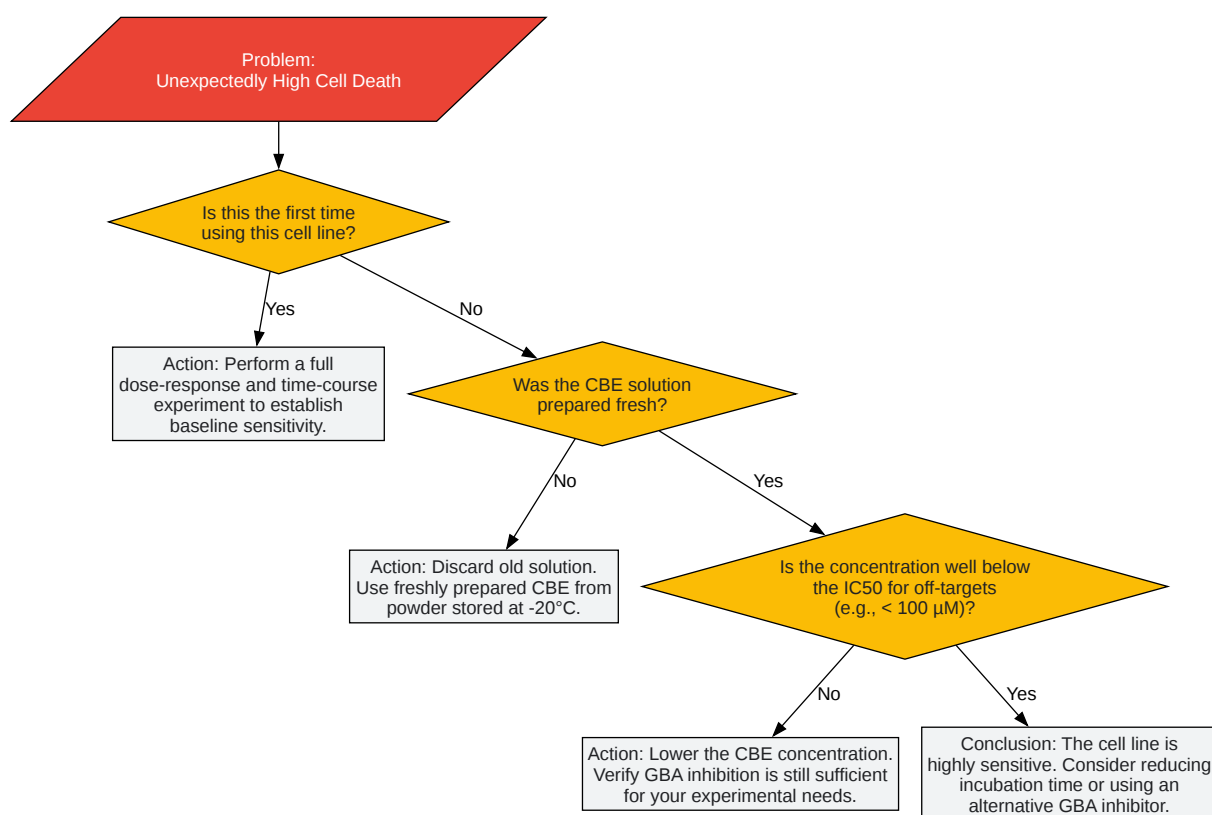 Problem:
Unexpectedly High Cell Death
Is this the first time
using this cell line?
Yes
No
Action: Perform a full
dose-response and time-course
experiment to establish
baseline sensitivity.
Was the CBE solution
prepared fresh?
No
Yes
Action: Discard old solution.
Use freshly prepared CBE from
powder stored at -20°C.
Is the concentration well below
the IC50 for off-targets
(e.g., < 100 µM)?
No
Yes
Action: Lower the CBE concentration.
Verify GBA inhibition is still sufficient
for your experimental needs.
Conclusion: The cell line is
highly sensitive. Consider reducing
incubation time or using an
alternative GBA inhibitor.